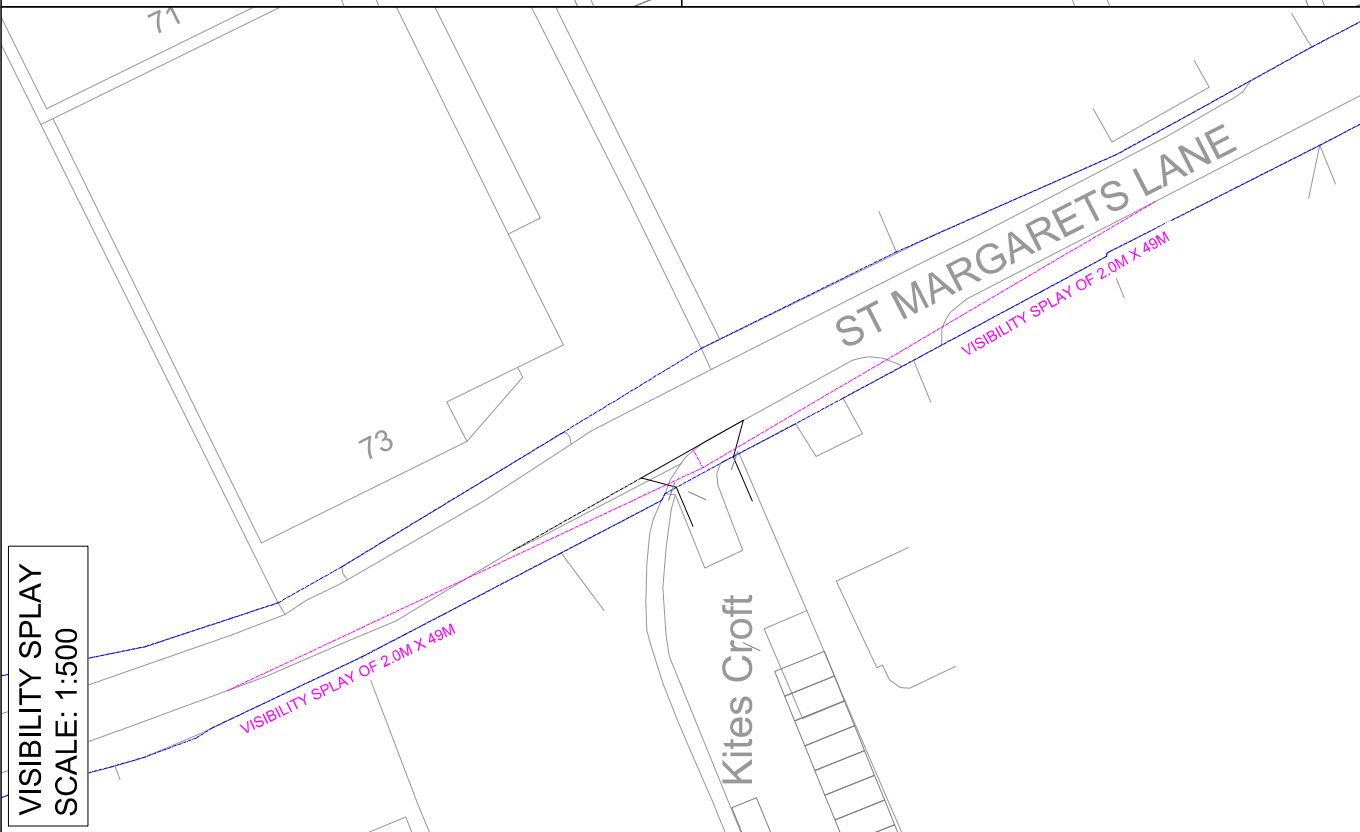 71
ST MARGARETS LANE
VISIBILITY SPLAY OF 2.0M X 49M
73
VISIBILITY SPLAY OF 2.0M X 49M
Kites Croft
VISIBILITY SPLAY
SCALE: 1:500